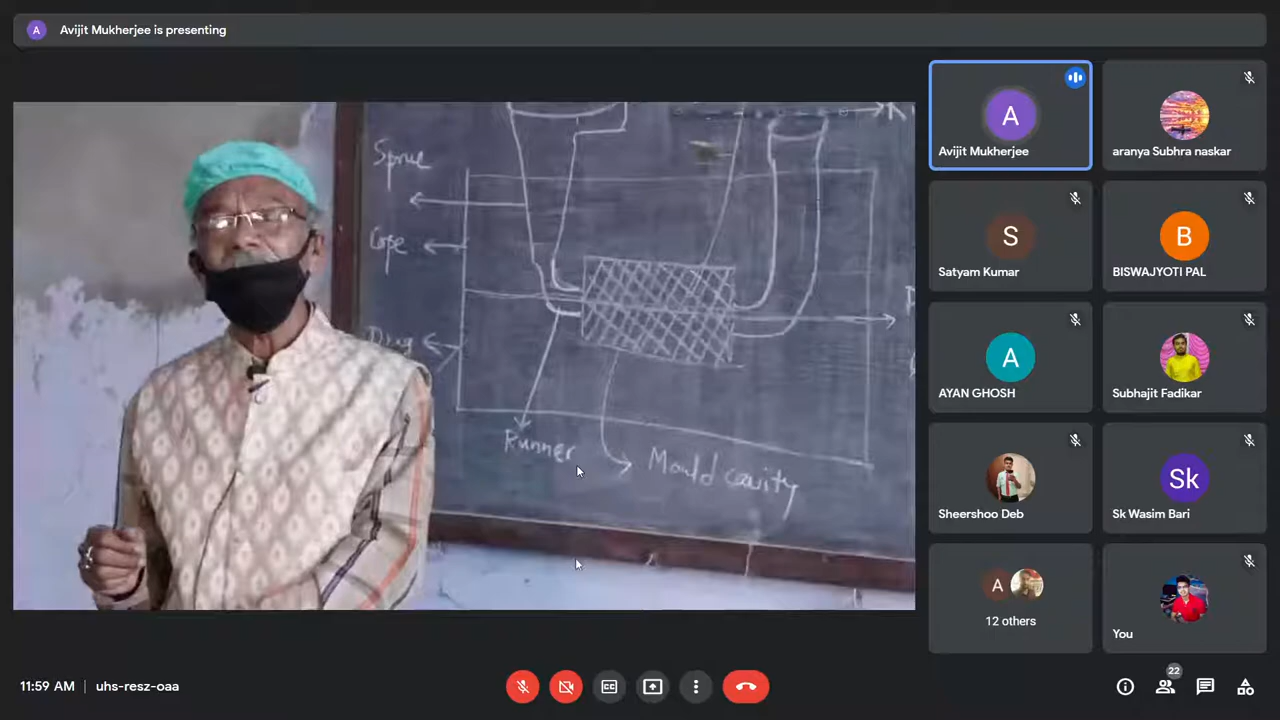 A
Avijit Mukherjee is presenting
Sprue
Cope
Drag
Runner
Mould cavity
A
Avijit Mukherjee
aranya Subhra naskar
S
Satyam Kumar
B
BISWAJYOTI PAL
A
AYAN GHOSH
Subhajit Fadikar
Sheershoo Deb
Sk
Sk Wasim Bari
A
12 others
You
11:59 AM | uhs-resz-oaa
CC
22